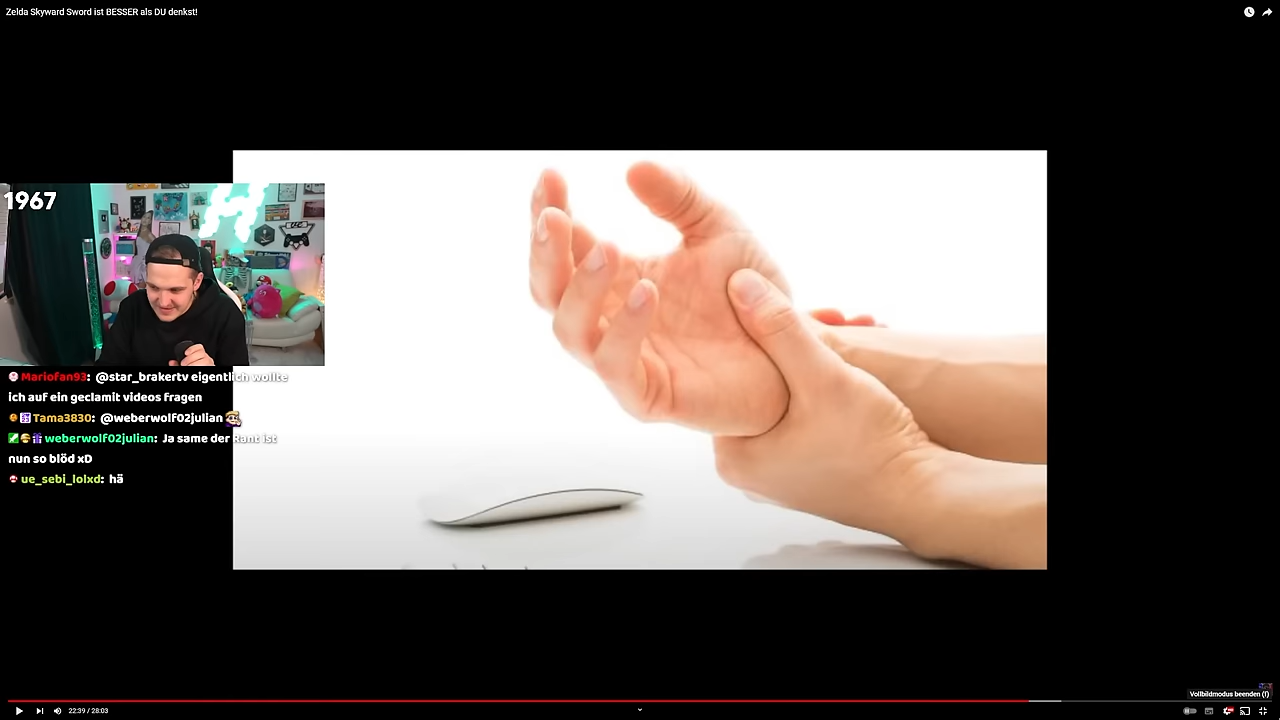 Zelda Skyward Sword ist BESSER als DU denkst!
1967
Mariofan93: @star_brakertv eigentlich wollte
ich auf ein geclamit videos fragen
Tama3830: @weberwolf02julian
weberwolf02julian: Ja same der Rant ist
nun so blöd xD
ue_sebi_lolxd: hä
Vollbildmodus beenden (f)
22:39 / 28:03